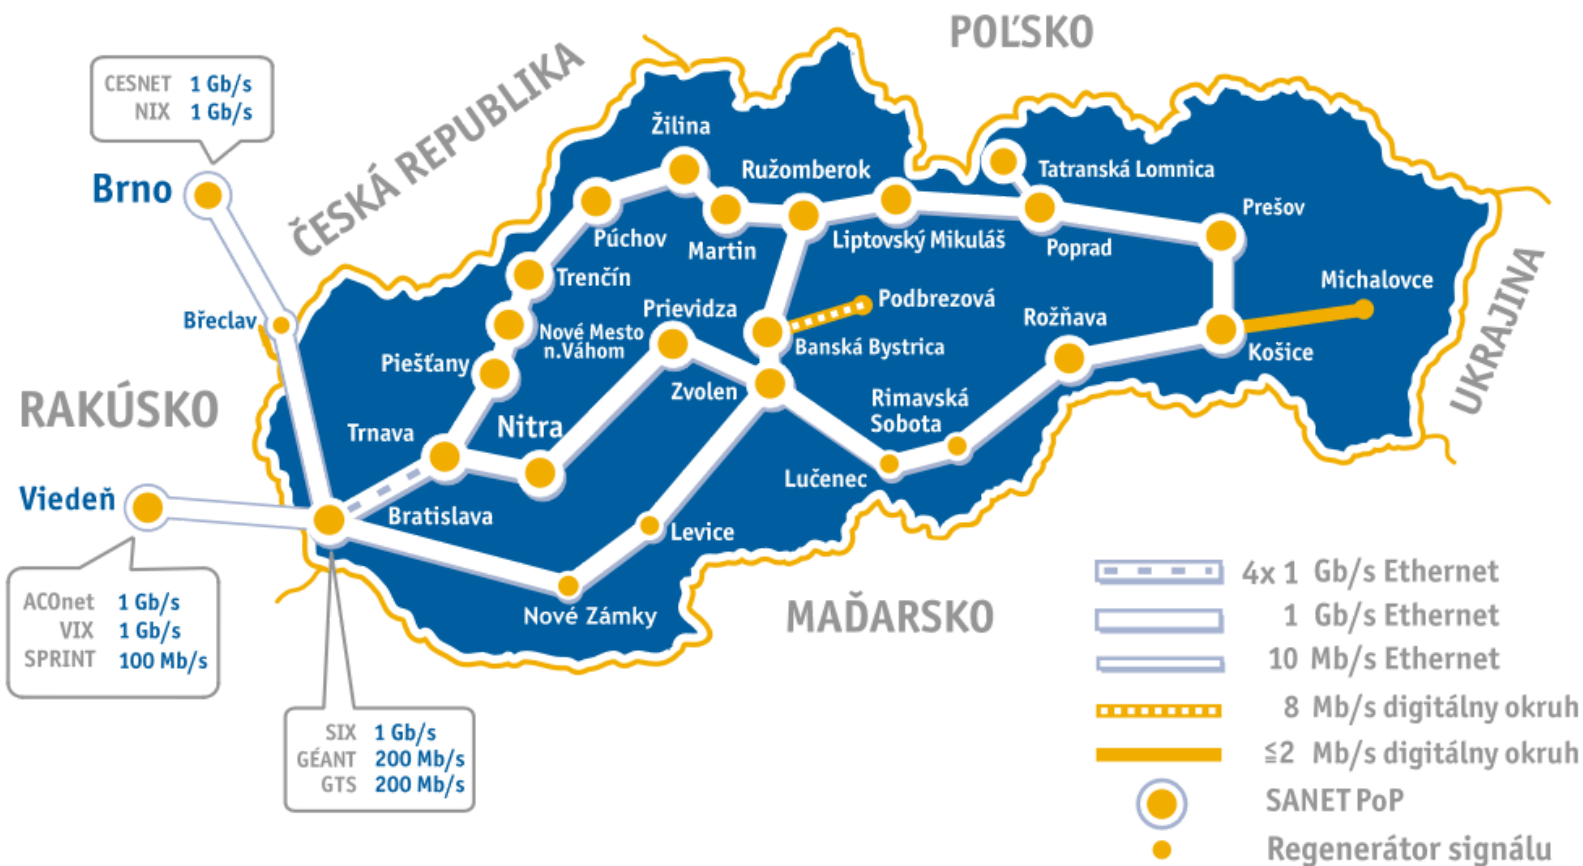 POĽSKO
ČESKÁ REPUBLIKA
CESNET 1 Gb/s
NIX 1 Gb/s
Brno
Žilina
Ružomberok
Tatranská Lomnica
Prešov
Púchov
Martin
Liptovský Mikuláš
Poprad
Trenčín
Michalovce
UKRAJINA
Prievidza
Podbrezová
Břeclav
Nové Mesto
n.Váhom
Rožňava
Banská Bystrica
Košice
Piešťany
Zvolen
RAKÚSKO
Rimavská
Sobota
Trnava
Nitra
Lučenec
Viedeň
Bratislava
Levice
Nové Zámky
MAĎARSKO
ACOnet 1 Gb/s
VIX 1 Gb/s
SPRINT 100 Mb/s
SIX 1 Gb/s
GÉANT 200 Mb/s
GTS 200 Mb/s
4x 1 Gb/s Ethernet
1 Gb/s Ethernet
10 Mb/s Ethernet
8 Mb/s digitálny okruh
≦2 Mb/s digitálny okruh
SANET PoP
Regenerátor signálu